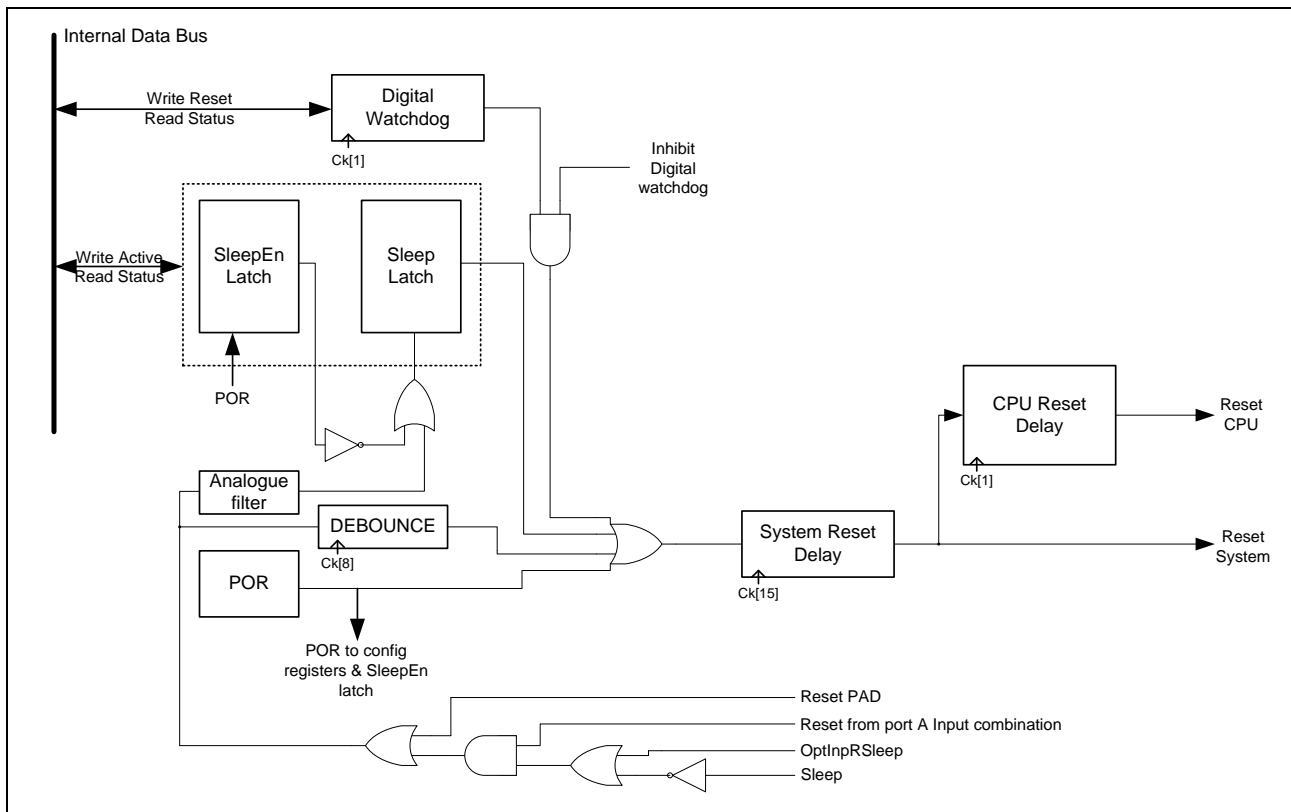 Internal Data Bus
Write Reset
Read Status
Digital
Watchdog
Ck[1]
Inhibit
Digital
watchdog
Write Active
Read Status
SleepEn
Latch
Sleep
Latch
POR
CPU Reset
Delay
Ck[1]
Reset
CPU
Analogue
filter
DEBOUNCE
Ck[8]
System Reset
Delay
Ck[15]
Reset
System
POR
POR to config
registers & SleepEn
latch
Reset PAD
Reset from port A Input combination
OptInpRSleep
Sleep